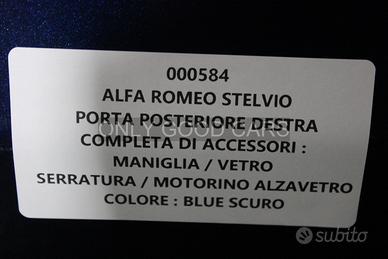 000584
ALFA ROMEO STELVIO
PORTA POSTERIORE DESTRA
ONLY GOOD CARS
COMPLETA DI ACCESSORI :
MANIGLIA / VETRO
SERRATURA / MOTORINO ALZAVETRO
COLORE : BLUE SCURO
subito